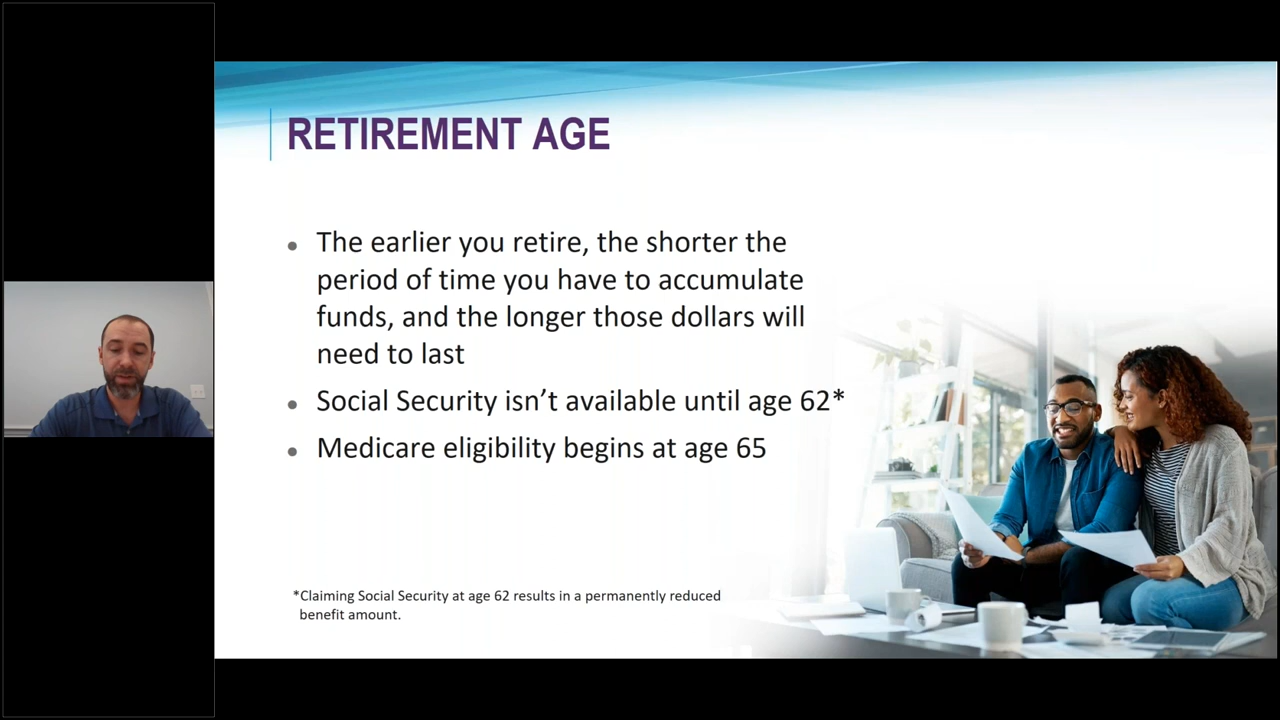 RETIREMENT AGE
• The earlier you retire, the shorter the
period of time you have to accumulate
funds, and the longer those dollars will
need to last
• Social Security isn’t available until age 62*
• Medicare eligibility begins at age 65
*Claiming Social Security at age 62 results in a permanently reduced
benefit amount.